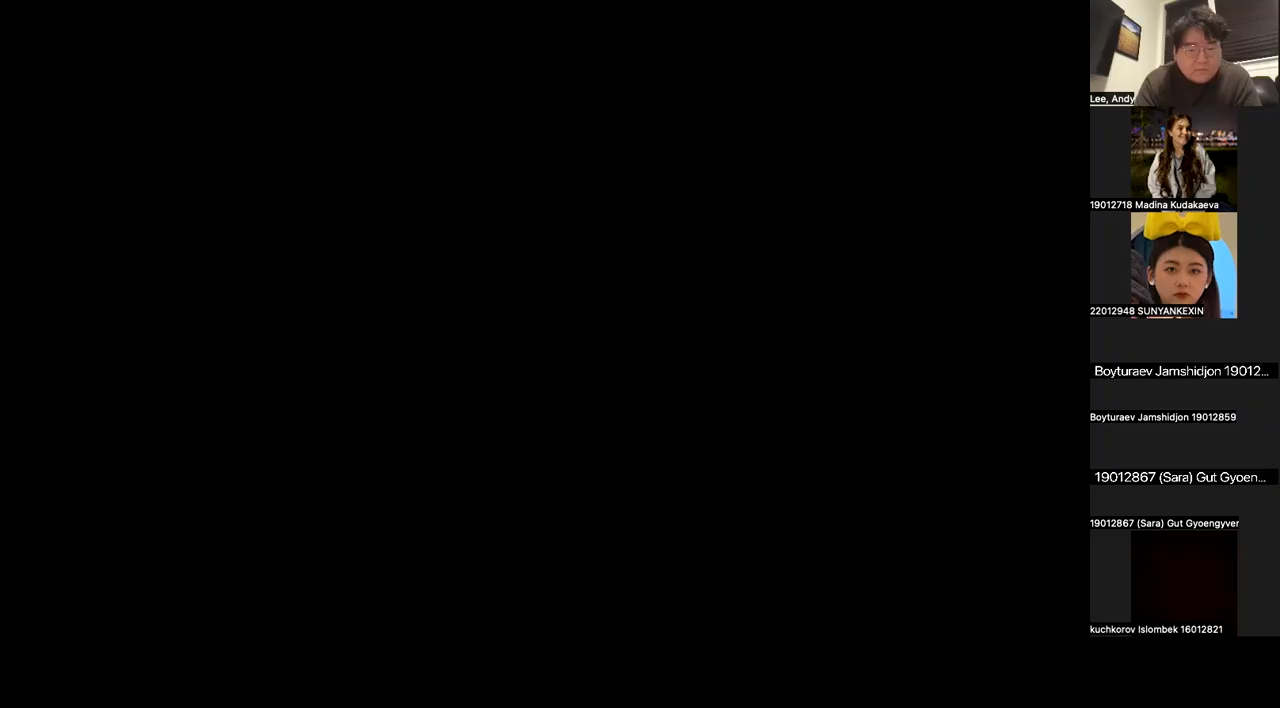 Lee, Andy
19012718 Madina Kudakaeva
22012948 SUNYANKEXIN
Boyturaev Jamshidjon 19012...
Boyturaev Jamshidjon 19012859
19012867 (Sara) Gut Gyoen...
19012867 (Sara) Gut Gyoengyver
kuchkorov Islombek 16012821